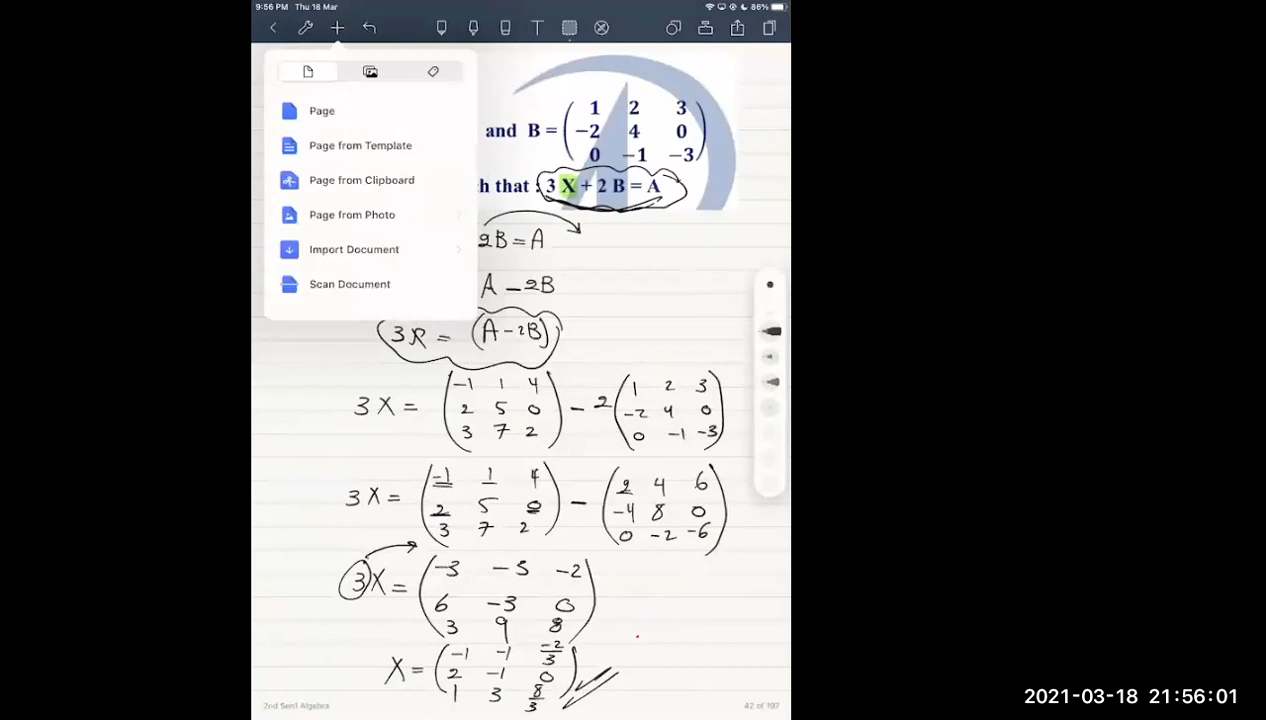 9:56 PM Thu 18 Mar
86%
T
Page
Page from Template
Page from Clipboard
Page from Photo
Import Document
Scan Document
and B = ( 1 2 3
−2 4 0
0 −1 −3 )
h that : 3 X + 2 B = A
2B = A
A − 2B
3X = (A − 2B)
3X = ( −1 1 4
2 5 0
3 7 2 ) − 2 ( 1 2 3
−2 4 0
0 −1 −3 )
3X = ( −1 1 4
2 5 0
3 7 2 ) − ( 2 4 6
−4 8 0
0 −2 −6 )
3X = ( −3 −3 −2
6 −3 0
3 9 8 )
X = ( −1 −1 −2/3
2 −1 0
1 3 8/3 )
2nd Sen1 Algebra
42 of 197
2021-03-18 21:56:01